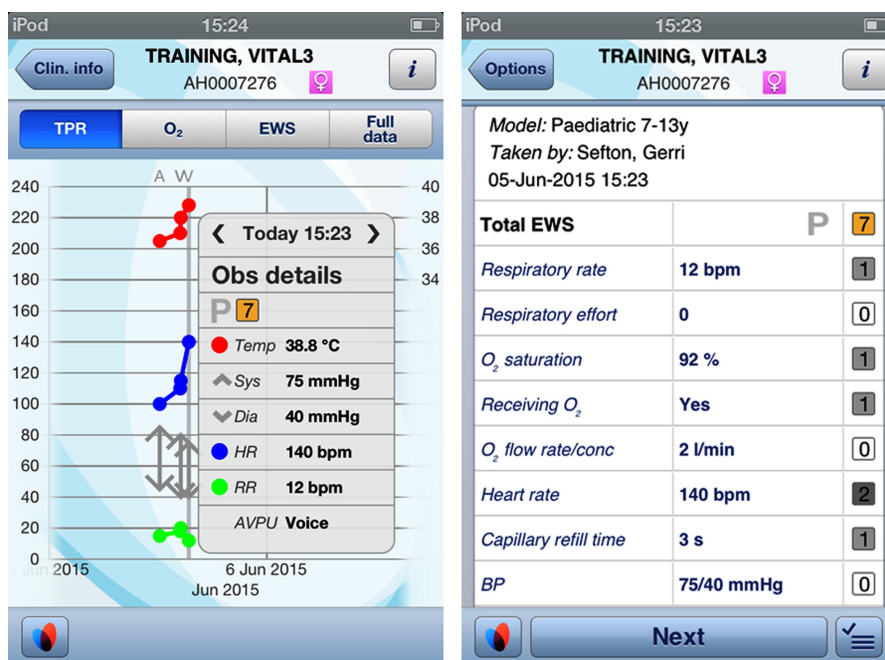 iPod 15:24
Clin. info
TRAINING, VITAL3
AH0007276
i
TPR O₂ EWS Full data
A W
240
220
200
180
160
140
120
100
80
60
40
20
0
40
38
36
34
Today 15:23
Obs details
P 7
Temp 38.8 °C
Sys 75 mmHg
Dia 40 mmHg
HR 140 bpm
RR 12 bpm
AVPU Voice
Jun 2015
6 Jun 2015
Jun 2015
iPod 15:23
Options
TRAINING, VITAL3
AH0007276
i
Model: Paediatric 7-13y
Taken by: Sefton, Gerri
05-Jun-2015 15:23
Total EWS P 7
Respiratory rate 12 bpm 1
Respiratory effort 0 0
O₂ saturation 92 % 1
Receiving O₂ Yes 1
O₂ flow rate/conc 2 l/min 0
Heart rate 140 bpm 2
Capillary refill time 3 s 1
BP 75/40 mmHg 0
Next